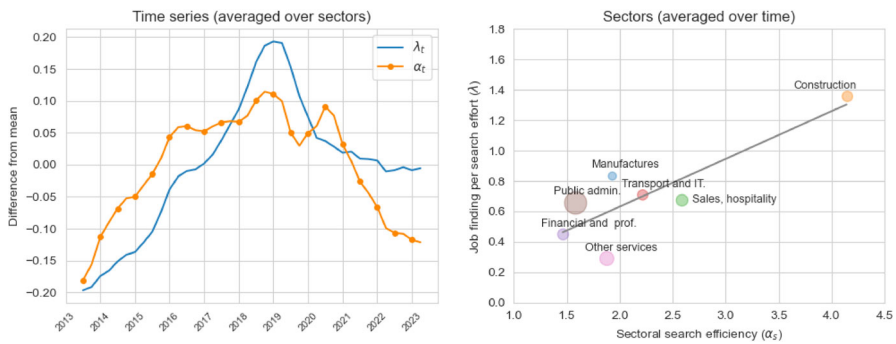 Time series (averaged over sectors)
0.20
0.15
0.10
0.05
0.00
−0.05
−0.10
−0.15
−0.20
Difference from mean
λt
αt
2013
2014
2015
2016
2017
2018
2019
2020
2021
2022
2023
Sectors (averaged over time)
1.8
1.6
1.4
1.2
1.0
0.8
0.6
0.4
0.2
0.0
Job finding per search effort (λ)
Construction
Manufactures
Transport and IT.
Public admin.
Sales, hospitality
Financial and prof.
Other services
1.0
1.5
2.0
2.5
3.0
3.5
4.0
4.5
Sectoral search efficiency (αs)